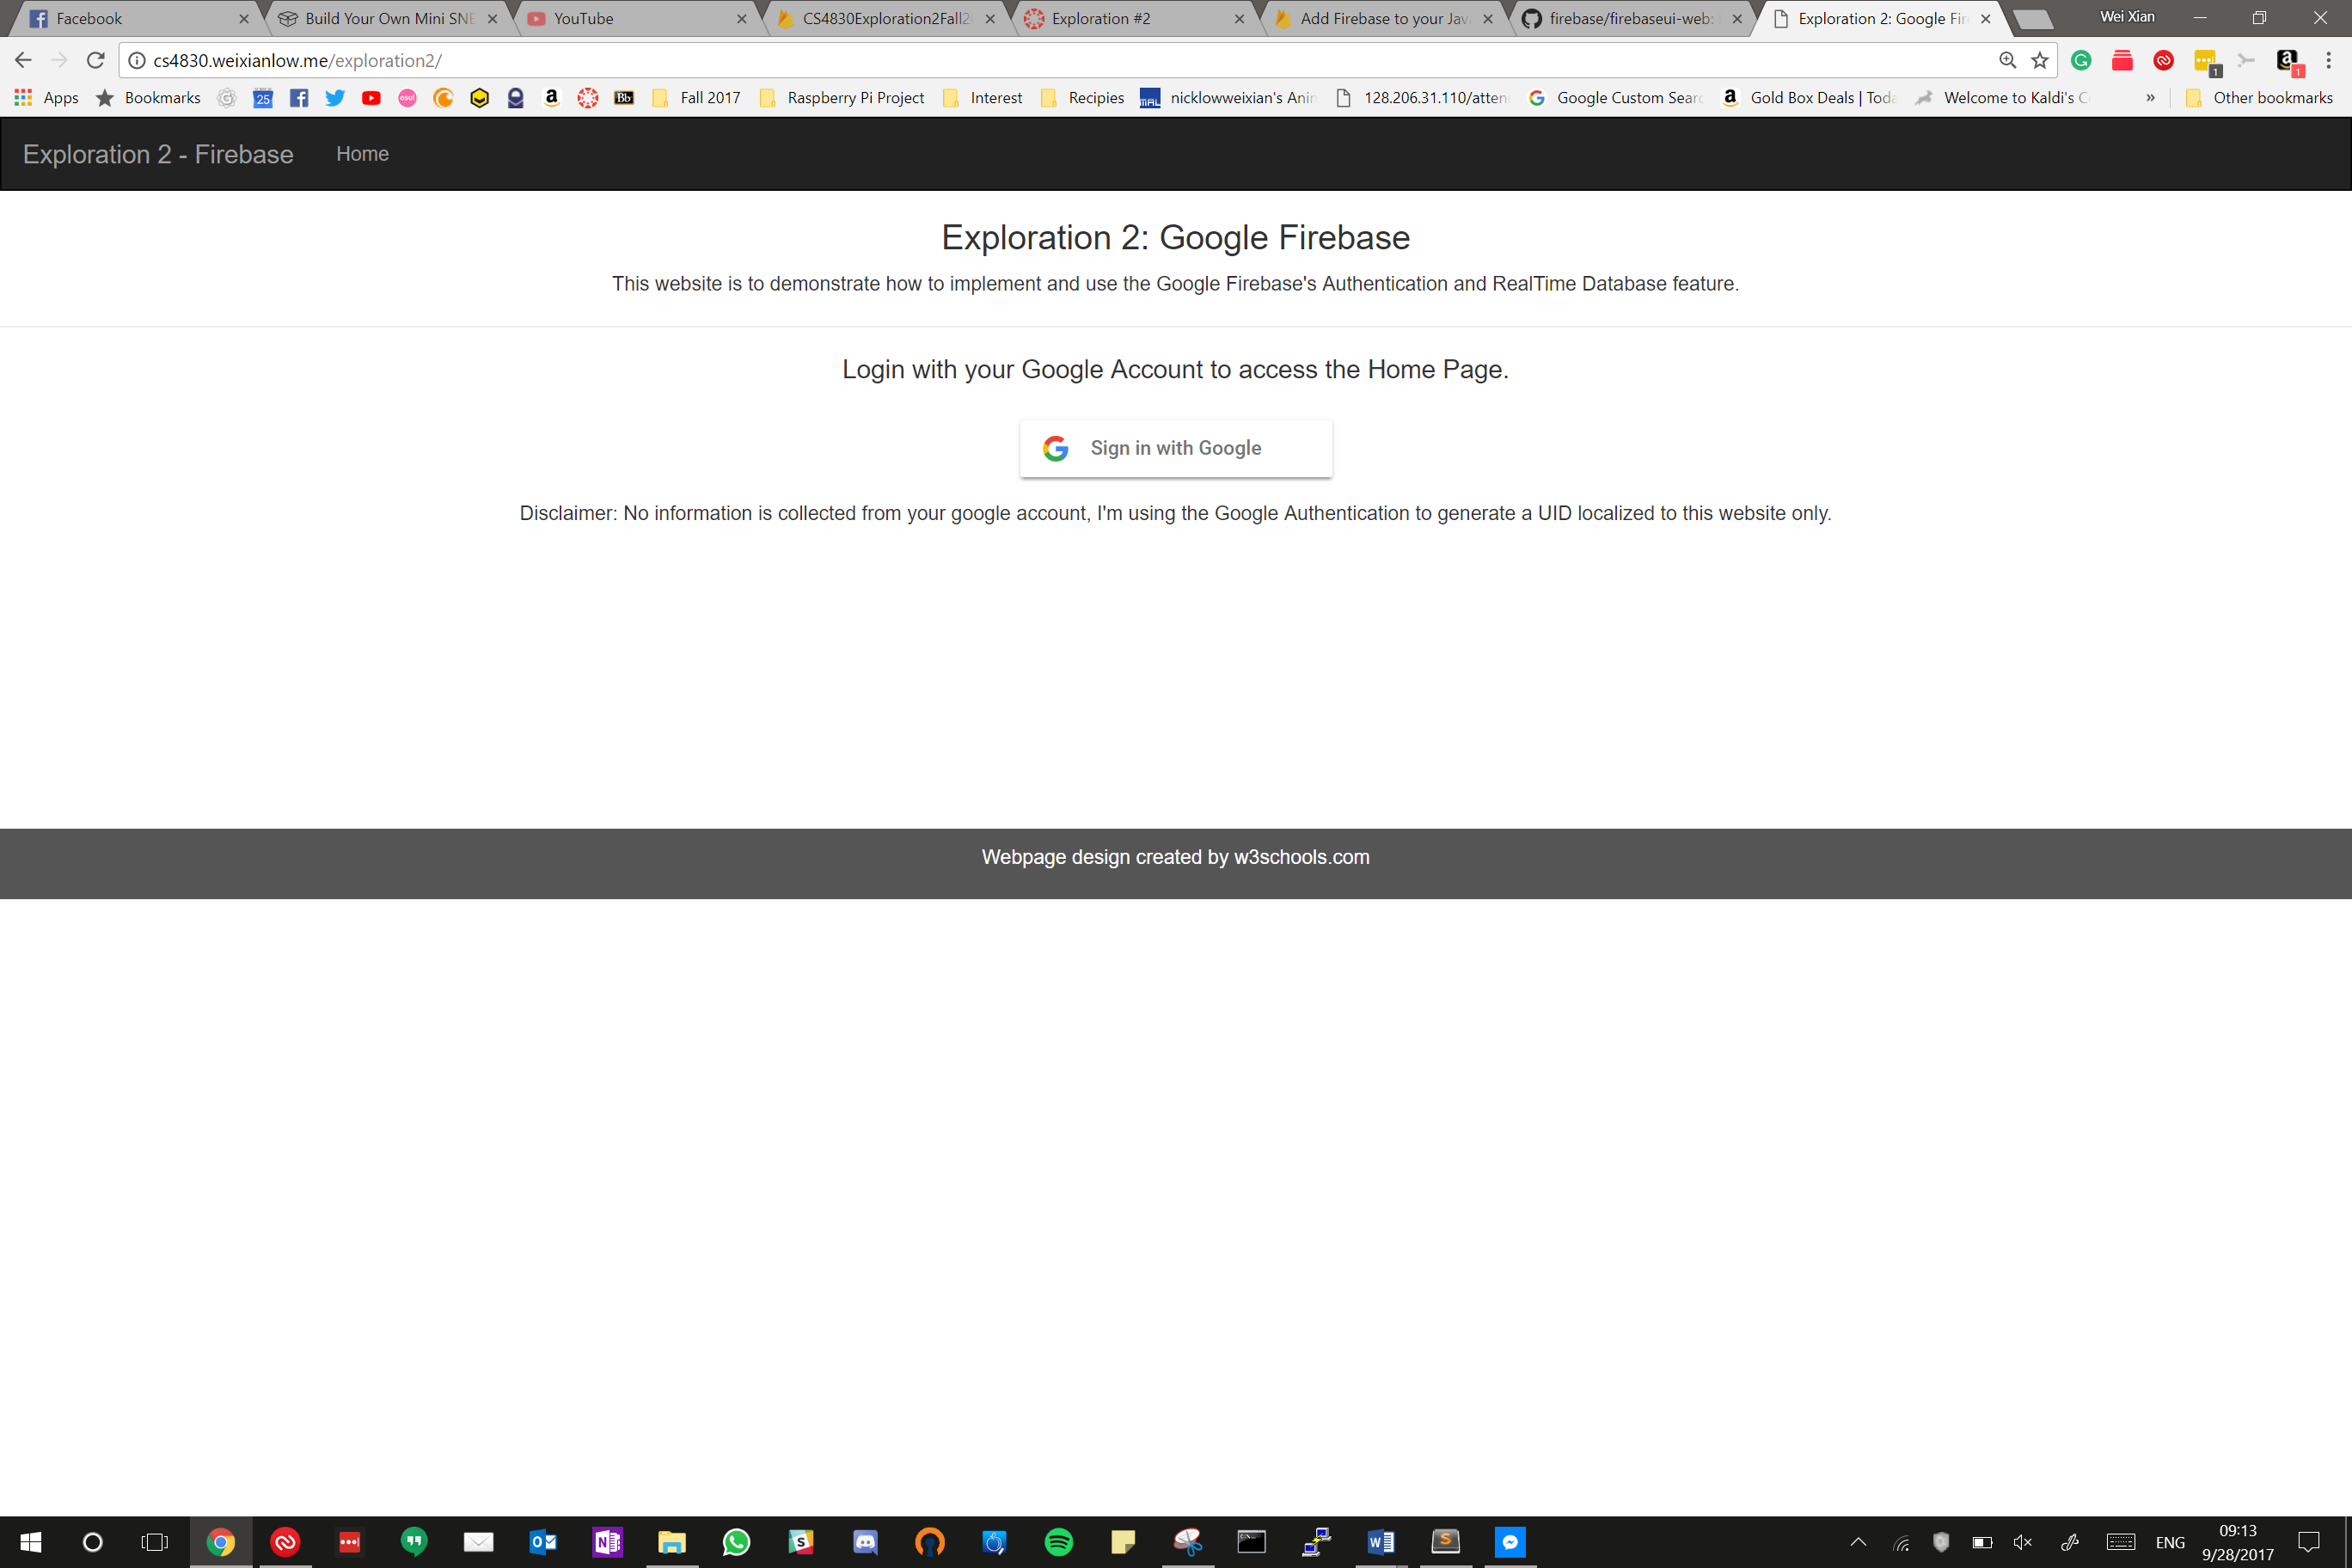 Facebook
Build Your Own Mini SNE
YouTube
CS4830Exploration2Fall2
Exploration #2
Add Firebase to your Jav
firebase/firebaseui-web:
Exploration 2: Google Fir
Wei Xian
cs4830.weixianlow.me/exploration2/
1
1
Apps
Bookmarks
25
osu!
a
Bb
Fall 2017
Raspberry Pi Project
Interest
Recipies
MAL
nicklowweixian's Anim
128.206.31.110/atten
Google Custom Searc
Gold Box Deals | Toda
Welcome to Kaldi's C
»
Other bookmarks
Exploration 2 - Firebase
Home
Exploration 2: Google Firebase
This website is to demonstrate how to implement and use the Google Firebase's Authentication and RealTime Database feature.
Login with your Google Account to access the Home Page.
Sign in with Google
Disclaimer: No information is collected from your google account, I'm using the Google Authentication to generate a UID localized to this website only.
Webpage design created by w3schools.com
ENG
09:13
9/28/2017